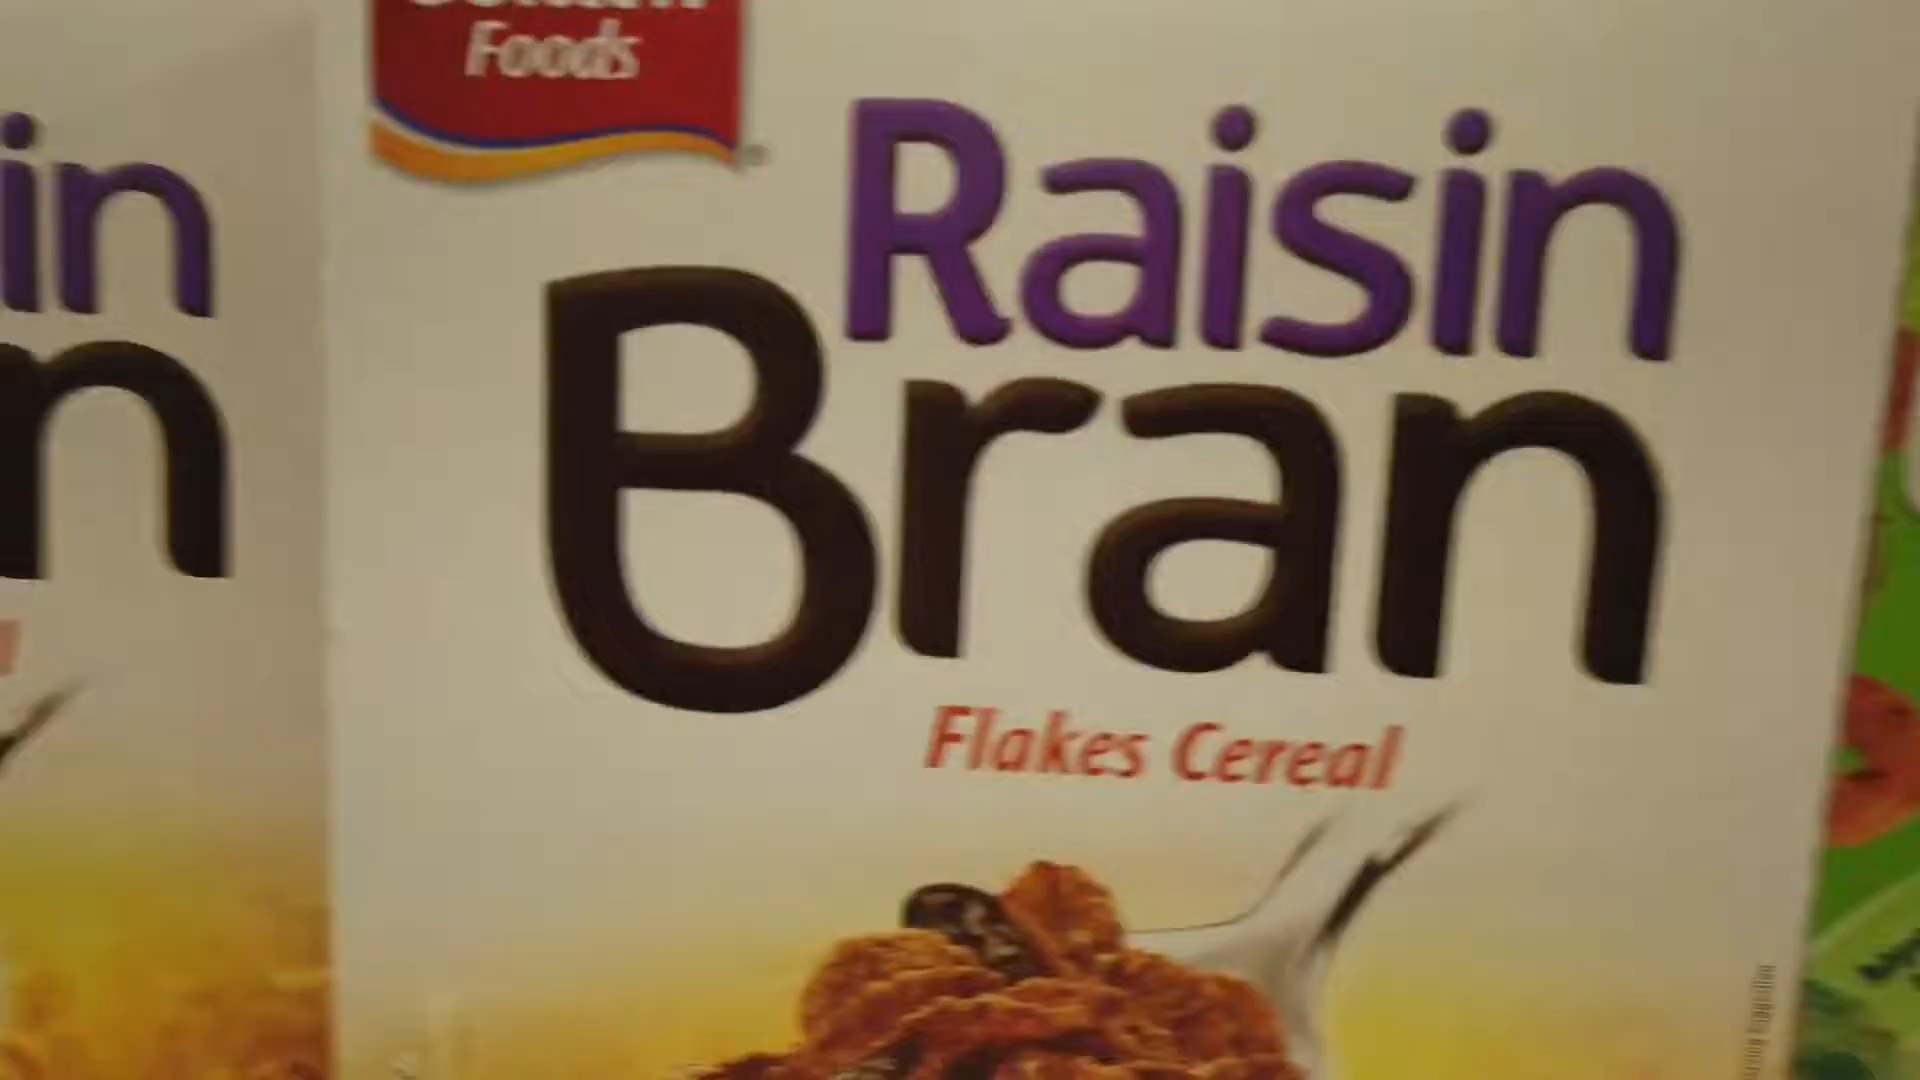 Foods
Raisin
Bran
Flakes Cereal
in
n